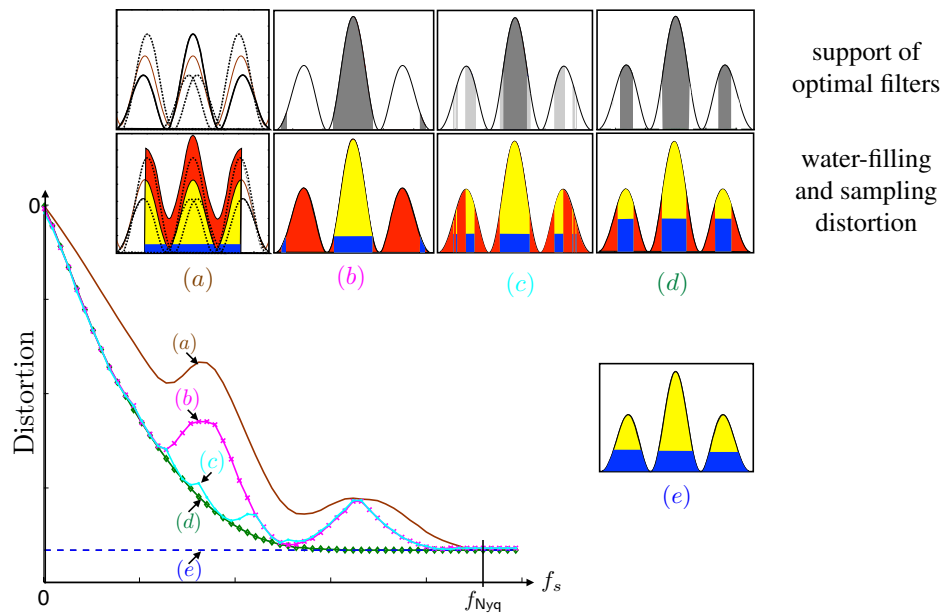 support of
optimal filters
water-filling
and sampling
distortion
(a)
(b)
(c)
(d)
0
Distortion
(a)
(b)
(c)
(d)
(e)
(e)
0
f_Nyq
f_s